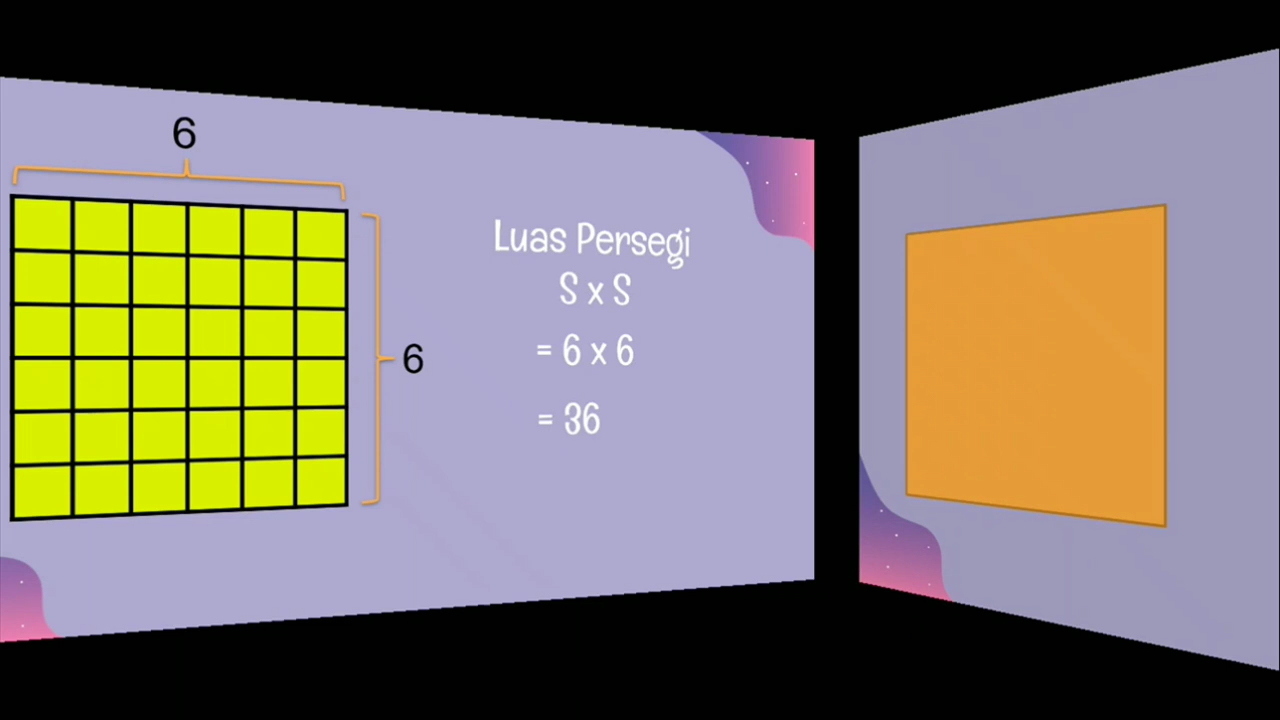 6
6
Luas Persegi
S x S
= 6 x 6
= 36